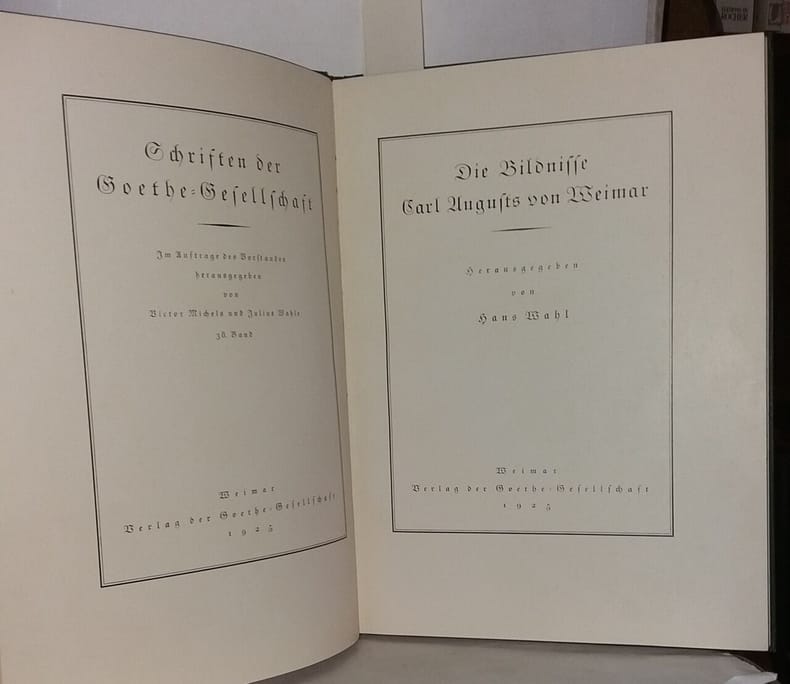 Schriften der
Goethe-Geſellſchaft
Im Auftrage des Vorſtandes
herausgegeben
von
Victor Michels und Julius Wahle
38. Band
Weimar
Verlag der Goethe-Geſellſchaft
1925
Die Bildniſſe
Carl Auguſts von Weimar
Herausgegeben
von
Hans Wahl
Weimar
Verlag der Goethe-Geſellſchaft
1925